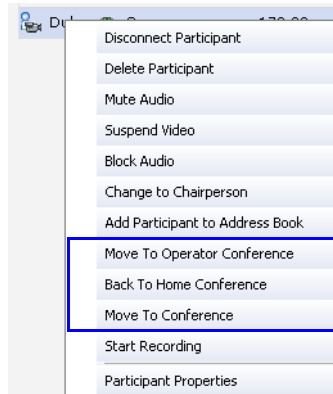 Disconnect Participant
Delete Participant
Mute Audio
Suspend Video
Block Audio
Change to Chairperson
Add Participant to Address Book
Move To Operator Conference
Back To Home Conference
Move To Conference
Start Recording
Participant Properties